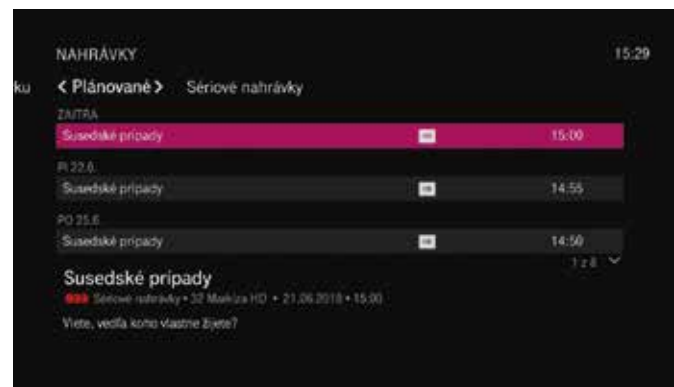 NAHRÁVKY 15:29
ku < Plánované > Sériové nahrávky
ZAJTRA
Susedské prípady 15:00
PI 22.6.
Susedské prípady 14:55
PO 25.6.
Susedské prípady 14:50
1 z 8
Susedské prípady
Sériové nahrávky • 32 Markíza HD • 21.06.2018 • 15:00
Viete, vedľa koho vlastne žijete?